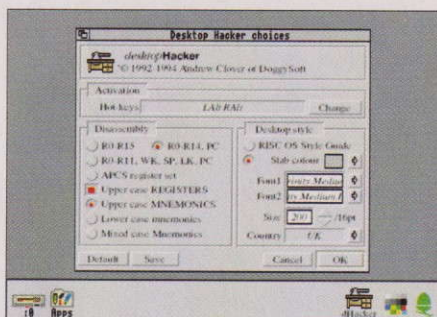 Desktop Hacker choices
desktopHacker
© 1992-1994 Andrew Clover of DoggySoft
Activation
Hot keys LAlt RAlt Change
Disassembly
R0-R15 R0-R14, PC
R0-R11, WK, SP, LK, PC
APCS register set
Upper case REGISTERS
Upper case MNEMONICS
Lower case mnemonics
Mixed case Mnemonics
Desktop style
RISC OS Style Guide
Slab colour
Font1
Font2
Size 200 /16pt
Country UK
Default Save Cancel OK
:0 Apps dHacker